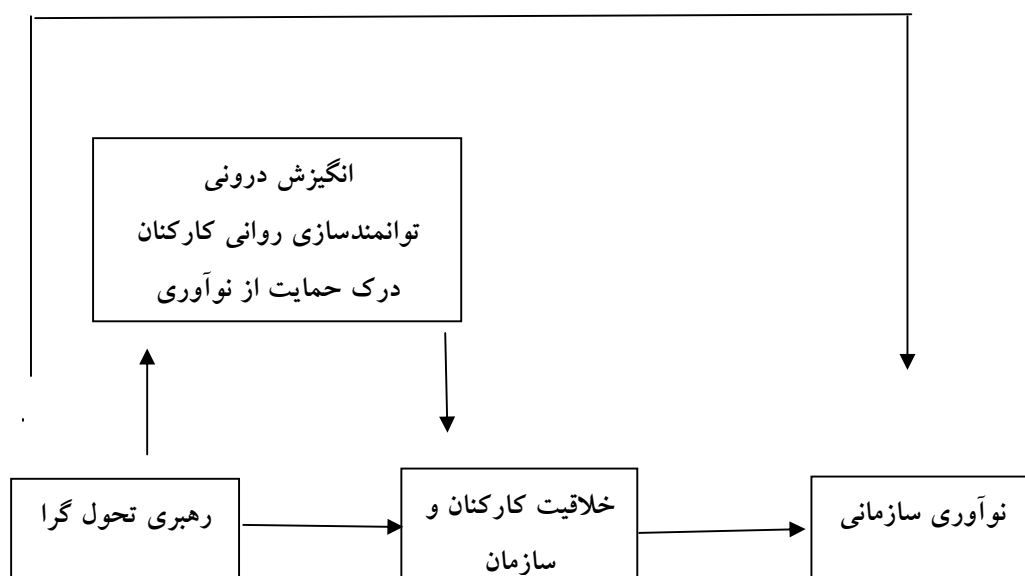 انگیزش درونی
توانمندسازی روانی کارکنان
درک حمایت از نوآوری
رهبری تحول گرا
خلاقیت کارکنان و
سازمان
نوآوری سازمانی